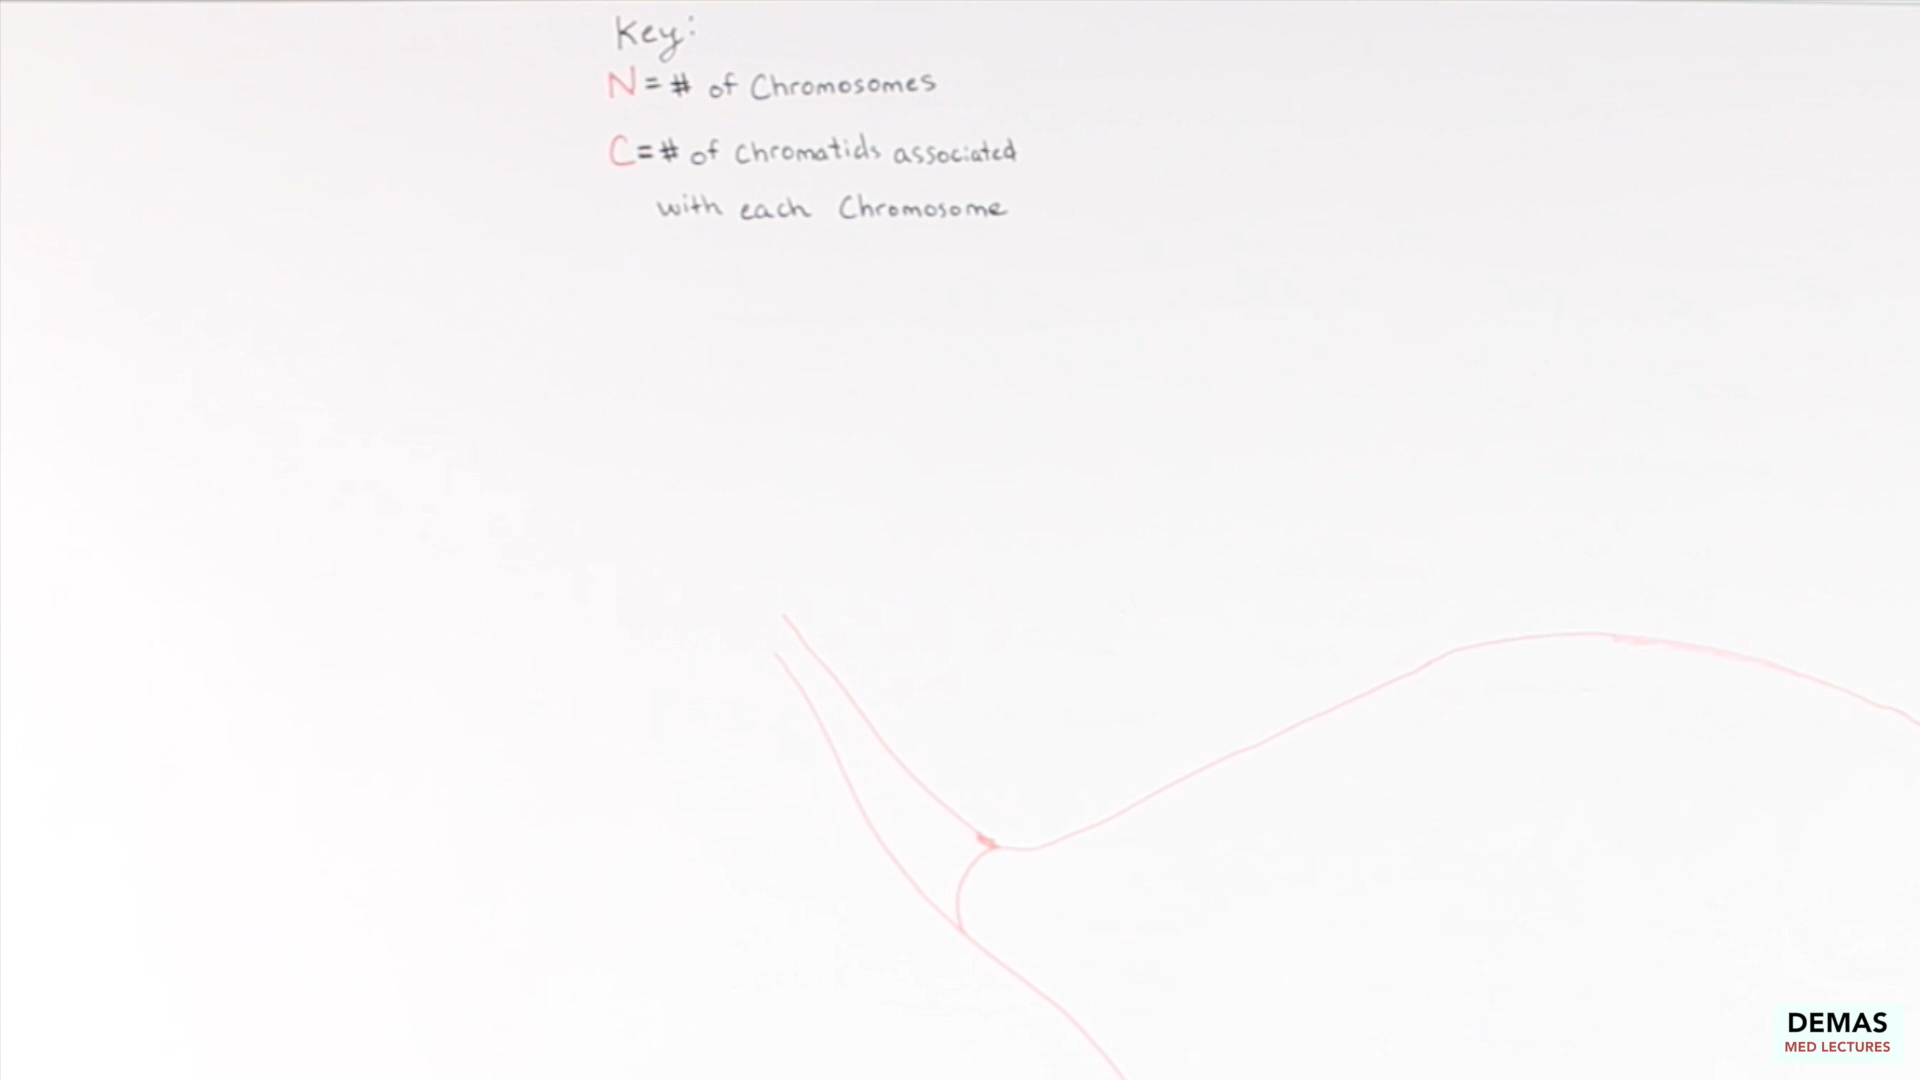 Key:
N = # of Chromosomes
C = # of Chromatids associated
with each Chromosome
DEMAS
MED LECTURES